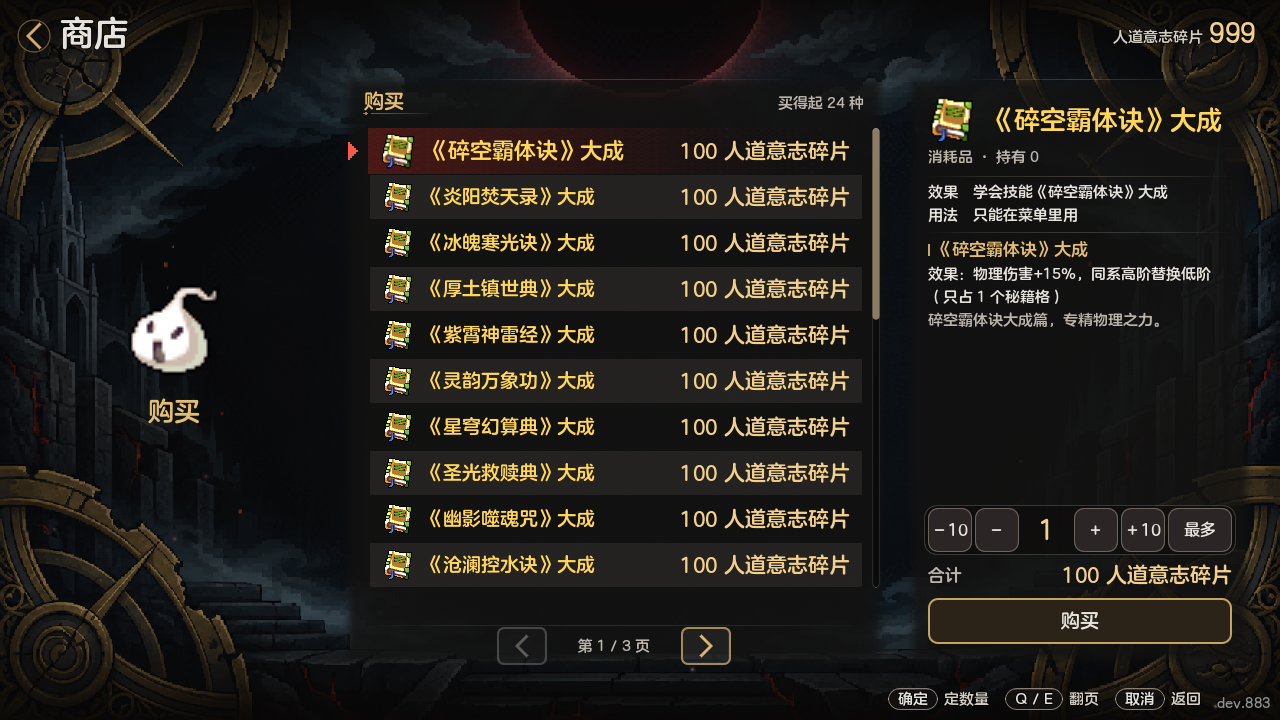 商店
人道意志碎片 999
购买
买得起 24 种
《碎空霸体诀》大成 100 人道意志碎片
《炎阳焚天录》大成 100 人道意志碎片
《冰魄寒光诀》大成 100 人道意志碎片
《厚土镇世典》大成 100 人道意志碎片
《紫霄神雷经》大成 100 人道意志碎片
《灵韵万象功》大成 100 人道意志碎片
《星穹幻算典》大成 100 人道意志碎片
《圣光救赎典》大成 100 人道意志碎片
《幽影噬魂咒》大成 100 人道意志碎片
《沧澜控水诀》大成 100 人道意志碎片
第 1 / 3 页
购买
《碎空霸体诀》大成
消耗品 · 持有 0
效果 学会技能《碎空霸体诀》大成
用法 只能在菜单里用
《碎空霸体诀》大成
效果：物理伤害+15%，同系高阶替换低阶
（只占 1 个秘籍格）
碎空霸体诀大成篇，专精物理之力。
-10 - 1 + +10 最多
合计 100 人道意志碎片
购买
确定 定数量 Q / E 翻页 取消 返回
dev.883